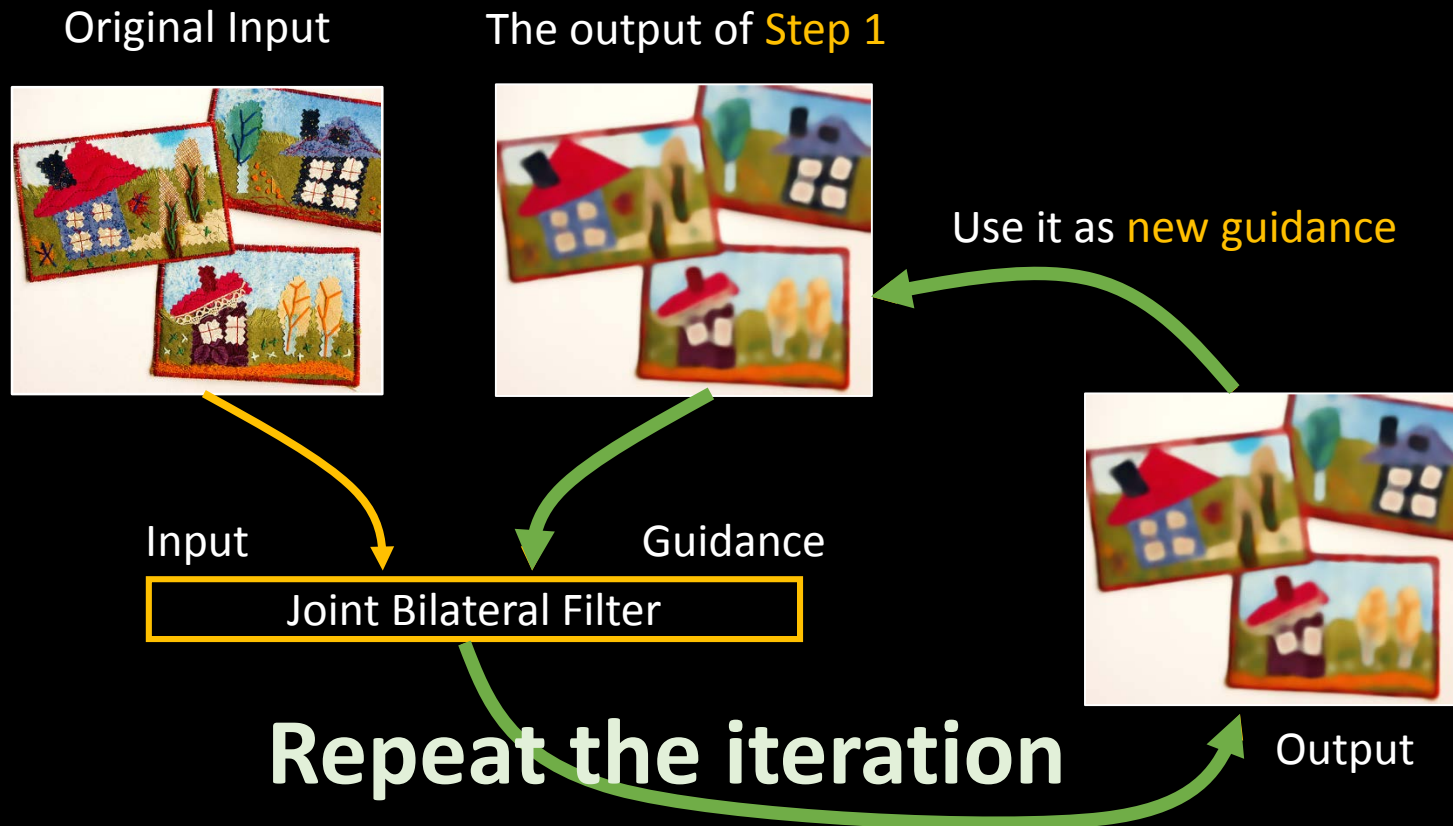 Original Input
The output of Step 1
Use it as new guidance
Input
Guidance
Joint Bilateral Filter
Repeat the iteration
Output